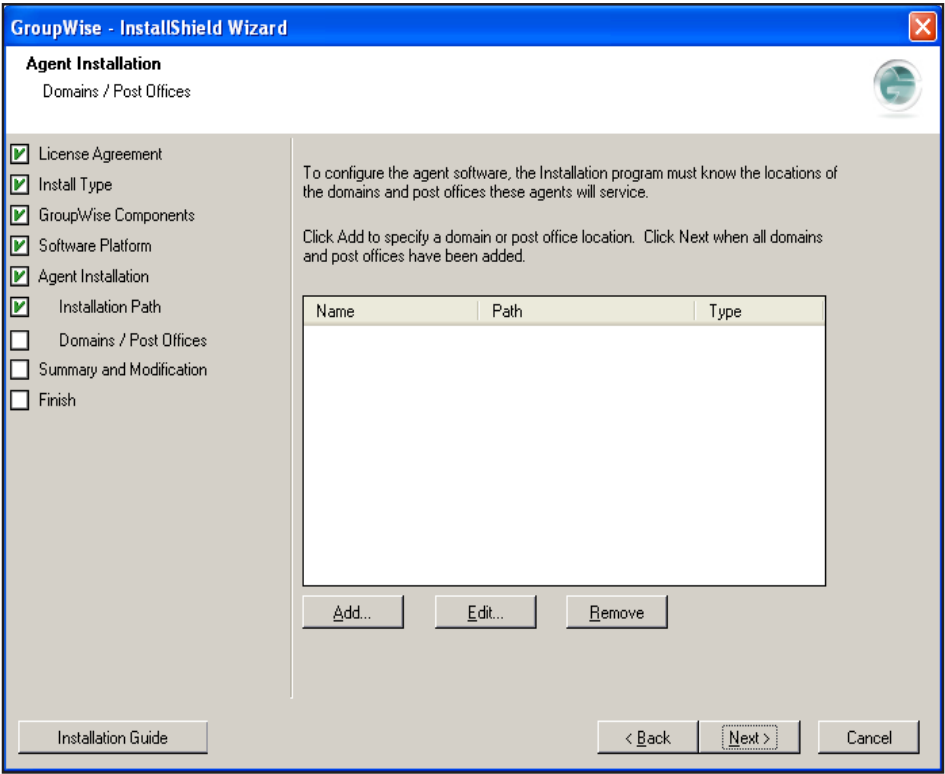 GroupWise - InstallShield Wizard
Agent Installation
Domains / Post Offices
License Agreement
Install Type
GroupWise Components
Software Platform
Agent Installation
Installation Path
Domains / Post Offices
Summary and Modification
Finish
To configure the agent software, the Installation program must know the locations of
the domains and post offices these agents will service.
Click Add to specify a domain or post office location.  Click Next when all domains
and post offices have been added.
Name Path Type
Add... Edit... Remove
Installation Guide < Back Next > Cancel